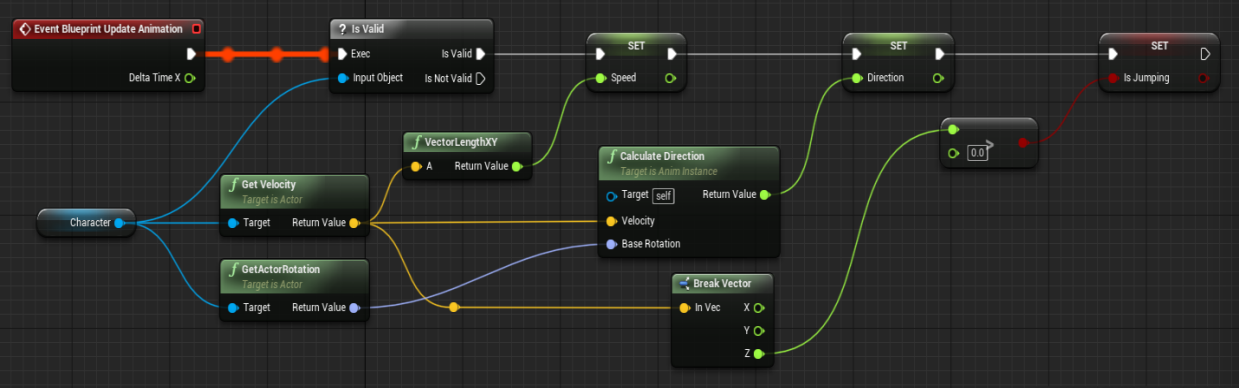 Event Blueprint Update Animation
Delta Time X
? Is Valid
Exec
Is Valid
Input Object
Is Not Valid
SET
Speed
SET
Direction
SET
Is Jumping
f VectorLengthXY
A
Return Value
f Calculate Direction
Target is Anim Instance
Target self
Return Value
Velocity
Base Rotation
0.0
>
f Get Velocity
Target is Actor
Target
Return Value
Character
f GetActorRotation
Target is Actor
Target
Return Value
Break Vector
In Vec
X
Y
Z